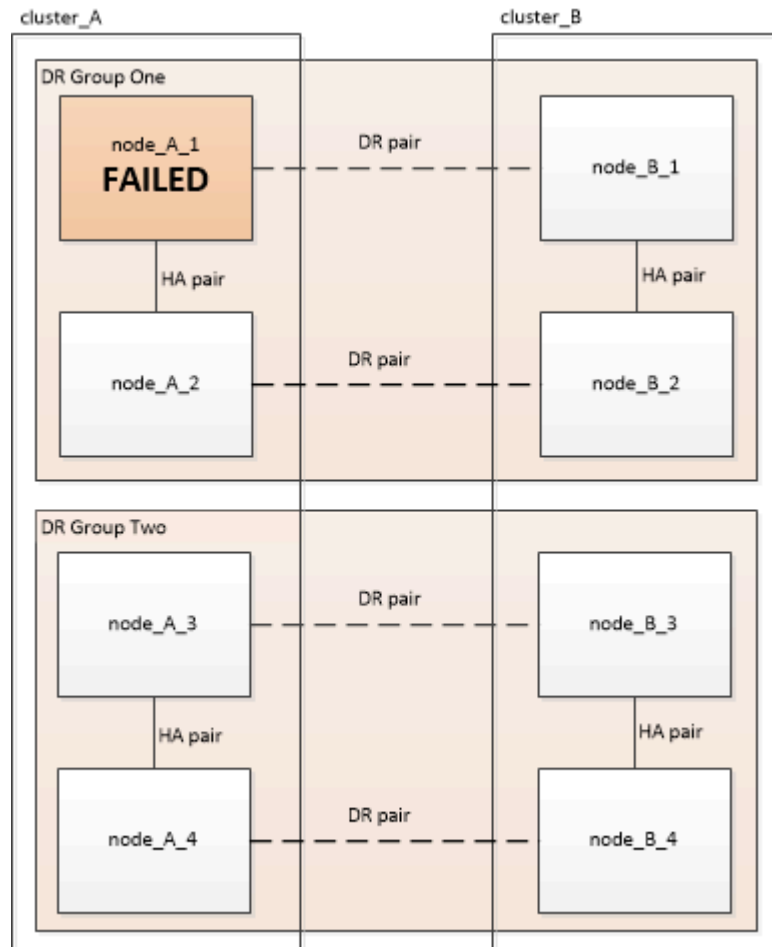 cluster_A
cluster_B
DR Group One
node_A_1
FAILED
DR pair
node_B_1
HA pair
HA pair
node_A_2
DR pair
node_B_2
DR Group Two
node_A_3
DR pair
node_B_3
HA pair
HA pair
node_A_4
DR pair
node_B_4